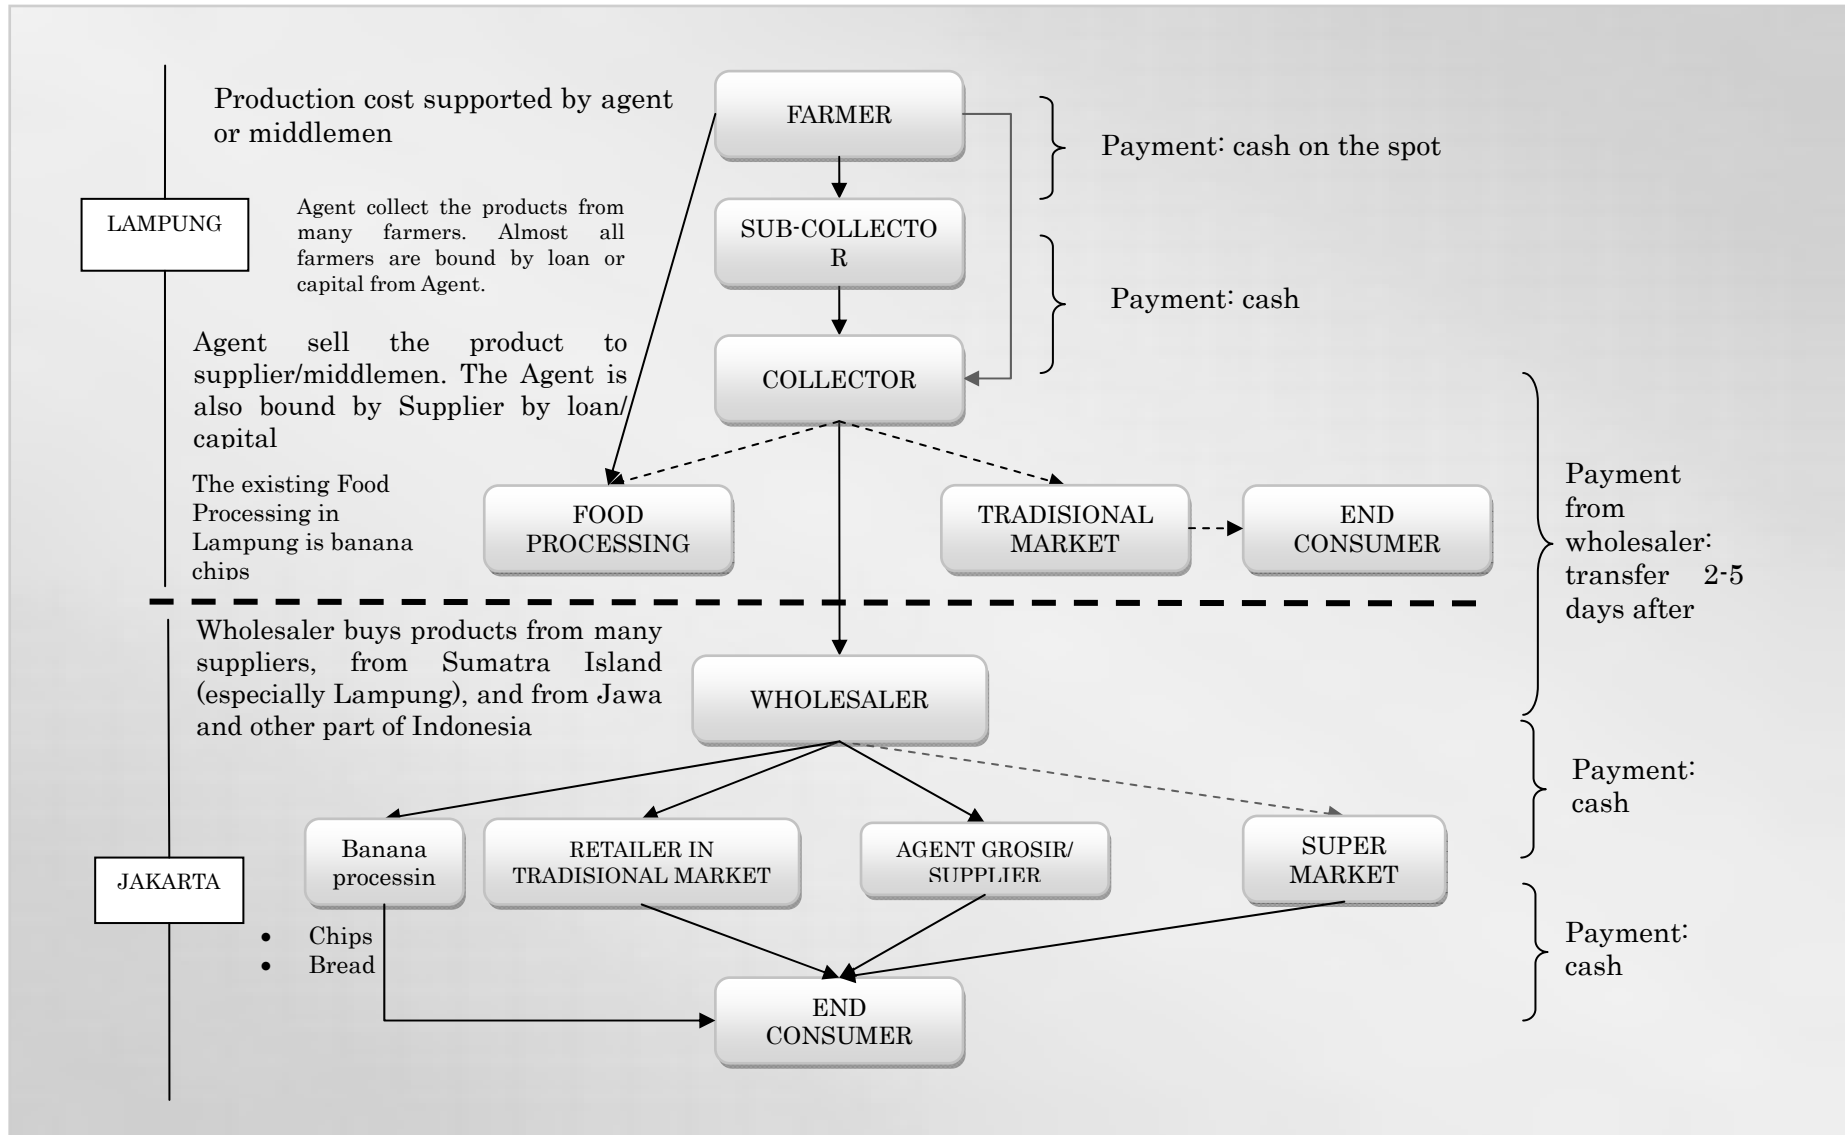 Production cost supported by agent
or middlemen
FARMER
Payment: cash on the spot
LAMPUNG
Agent collect the products from
many farmers. Almost all
farmers are bound by loan or
capital from Agent.
SUB-COLLECTO
R
Payment: cash
Agent sell the product to
supplier/middlemen. The Agent is
also bound by Supplier by loan/
capital
COLLECTOR
The existing Food
Processing in
Lampung is banana
chips
FOOD
PROCESSING
TRADISIONAL
MARKET
END
CONSUMER
Payment
from
wholesaler:
transfer 2-5
days after
Wholesaler buys products from many
suppliers, from Sumatra Island
(especially Lampung), and from Jawa
and other part of Indonesia
WHOLESALER
Payment:
cash
JAKARTA
Banana
processin
RETAILER IN
TRADISIONAL MARKET
AGENT GROSIR/
SUPPLIER
SUPER
MARKET
• Chips
• Bread
Payment:
cash
END
CONSUMER